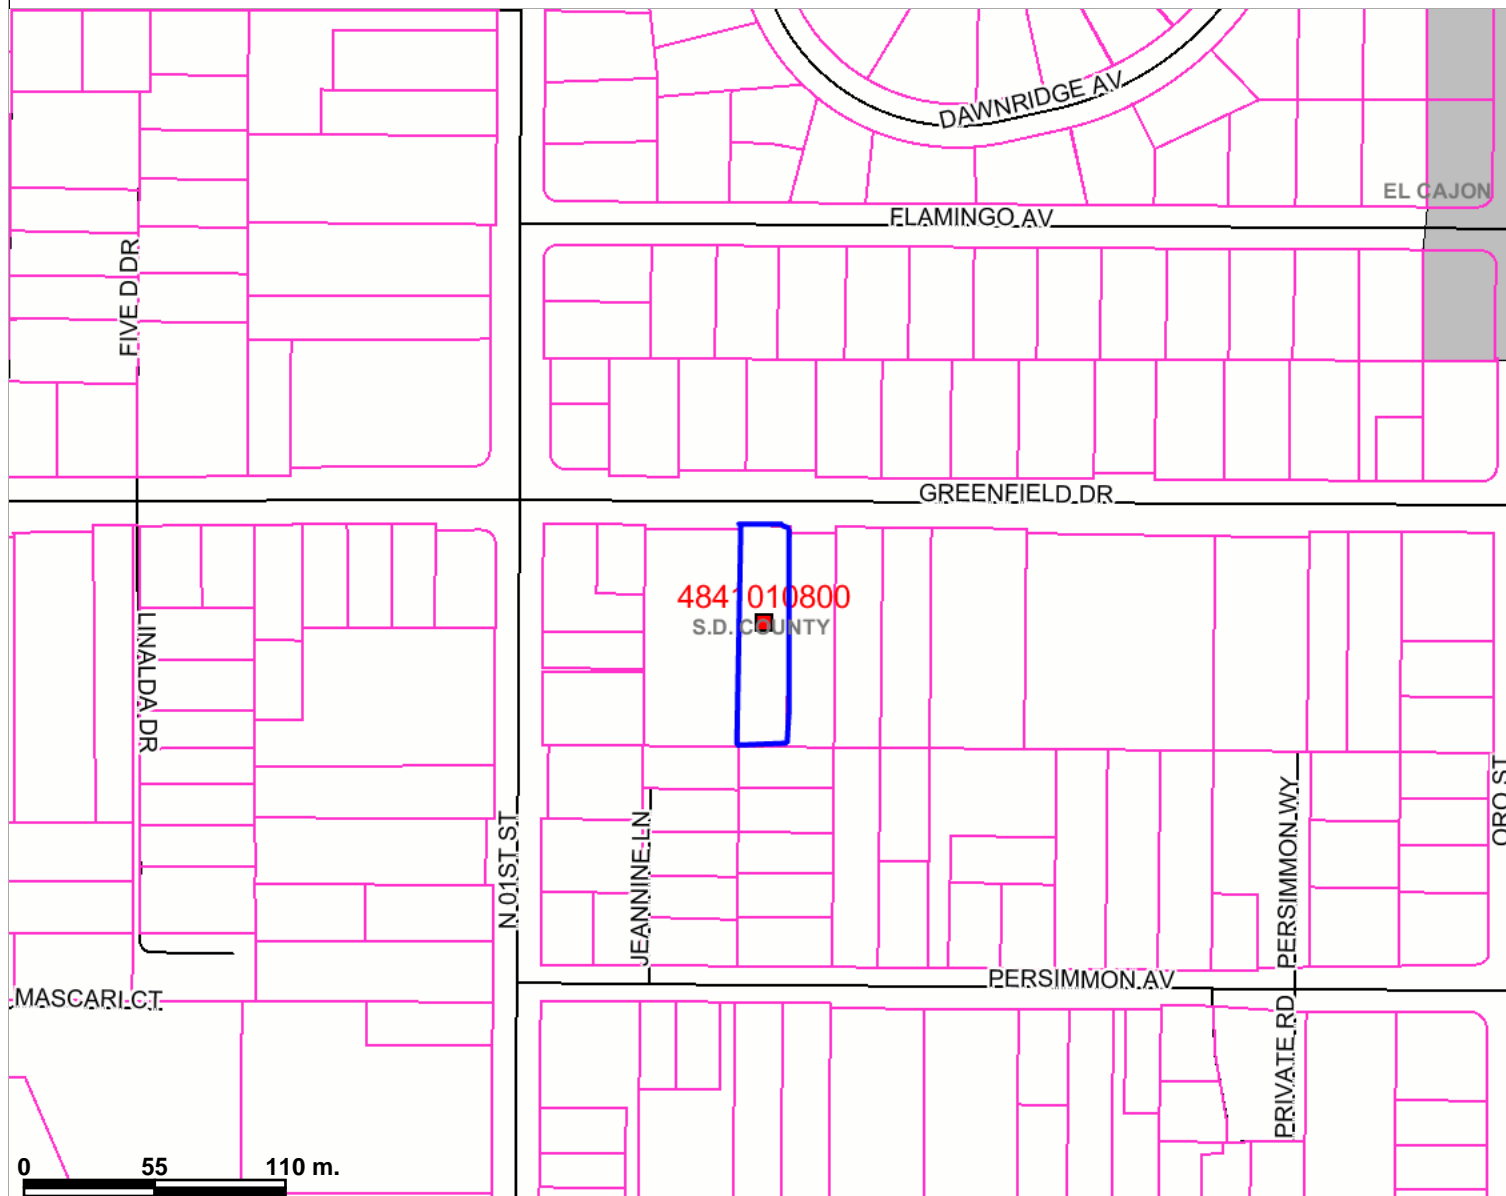 DAWNRIDGE AV
EL CAJON
FLAMINGO AV
FIVE D DR
GREENFIELD DR
4841010800
S.D. COUNTY
LINALDA DR
N 01ST ST
JEANNINE LN
PERSIMMON WY
ORO ST
PERSIMMON AV
MASCARI CT
PRIVATE RD
0 55 110 m.